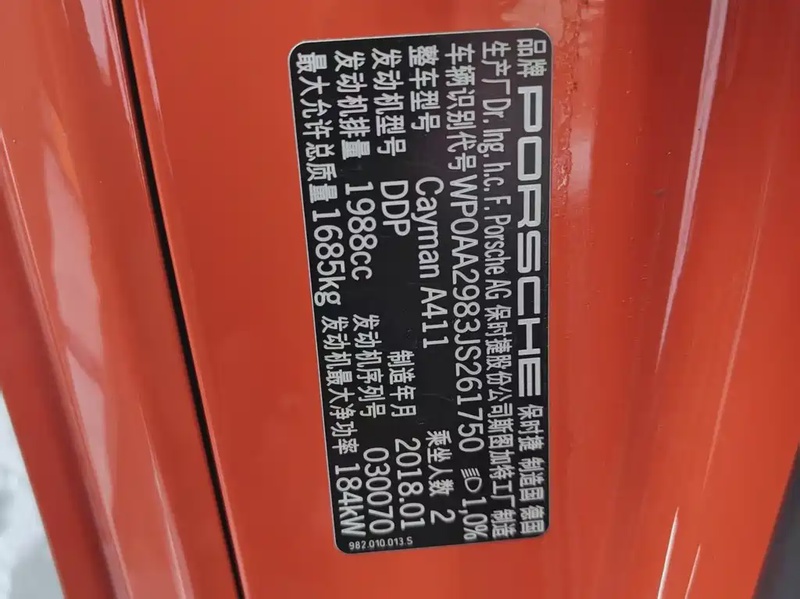 品牌 PORSCHE 保时捷 制造国 德国
生产厂 Dr. Ing. h.c. F. Porsche AG 保时捷股份公司斯图加特工厂制造
车辆识别代号 WP0AA2983JS261750 1,0%
整车型号 Cayman A411 乘坐人数 2
发动机型号 DDP 制造年月 2018.01
发动机排量 1988cc 发动机序列号 030070
最大允许总质量 1685kg 发动机最大净功率 184kW
982.010.013.S